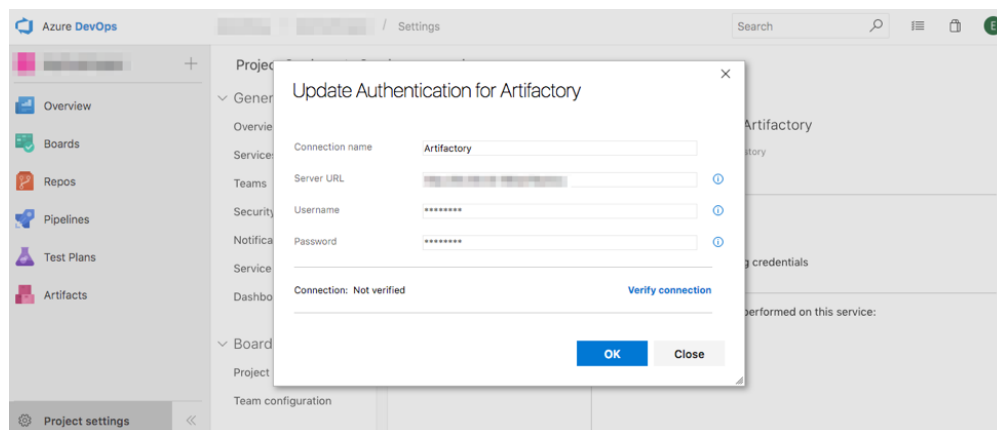 Azure DevOps
/ Settings
Search
E
Overview
Boards
Repos
Pipelines
Test Plans
Artifacts
Project settings
Projec
Gener
Overvie
Service
Teams
Security
Notifica
Service
Dashbo
Board
Project
Team configuration
Update Authentication for Artifactory
Connection name
Artifactory
Server URL
Username
********
Password
********
Connection: Not verified
Verify connection
OK
Close
Artifactory
story
g credentials
performed on this service: